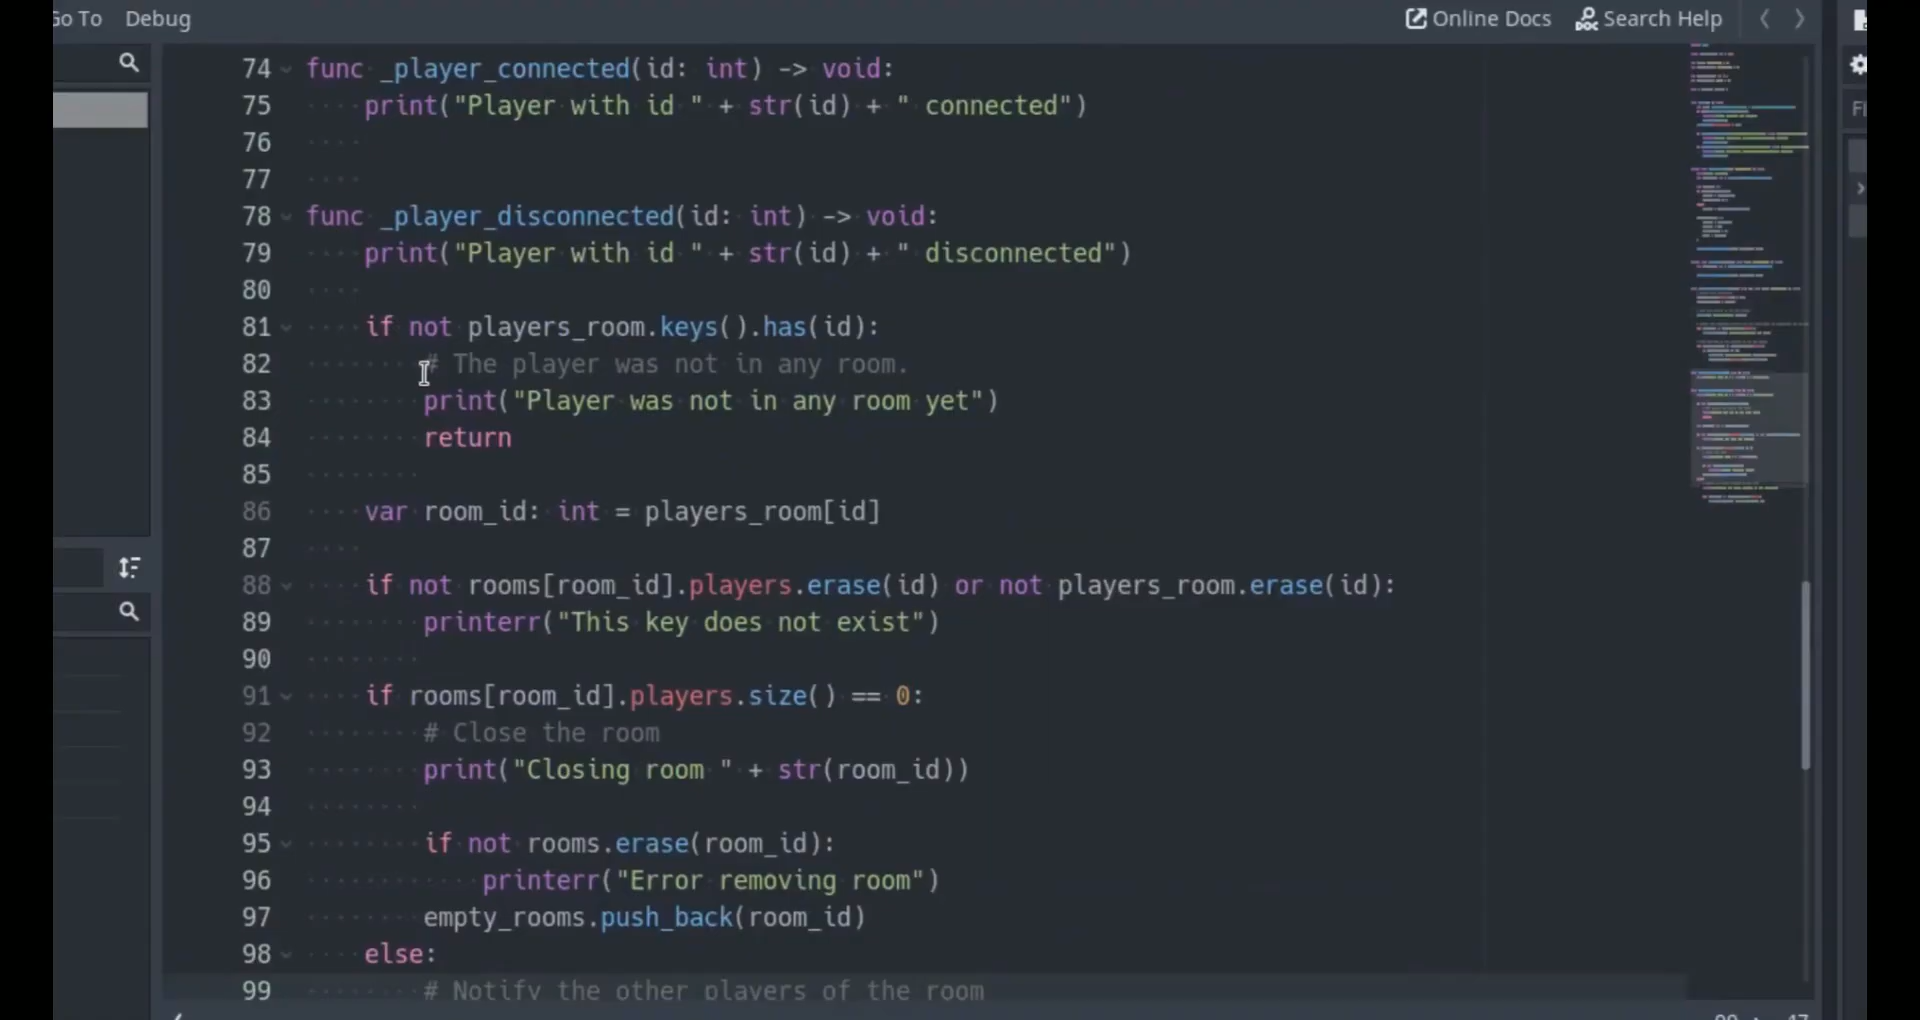 Go To Debug Online Docs Search Help
74 func _player_connected(id: int) -> void:
75 print("Player with id " + str(id) + " connected")
76
77
78 func _player_disconnected(id: int) -> void:
79 print("Player with id " + str(id) + " disconnected")
80
81 if not players_room.keys().has(id):
82 # The player was not in any room.
83 print("Player was not in any room yet")
84 return
85
86 var room_id: int = players_room[id]
87
88 if not rooms[room_id].players.erase(id) or not players_room.erase(id):
89 printerr("This key does not exist")
90
91 if rooms[room_id].players.size() == 0:
92 # Close the room
93 print("Closing room " + str(room_id))
94
95 if not rooms.erase(room_id):
96 printerr("Error removing room")
97 empty_rooms.push_back(room_id)
98 else:
99 # Notify the other players of the room